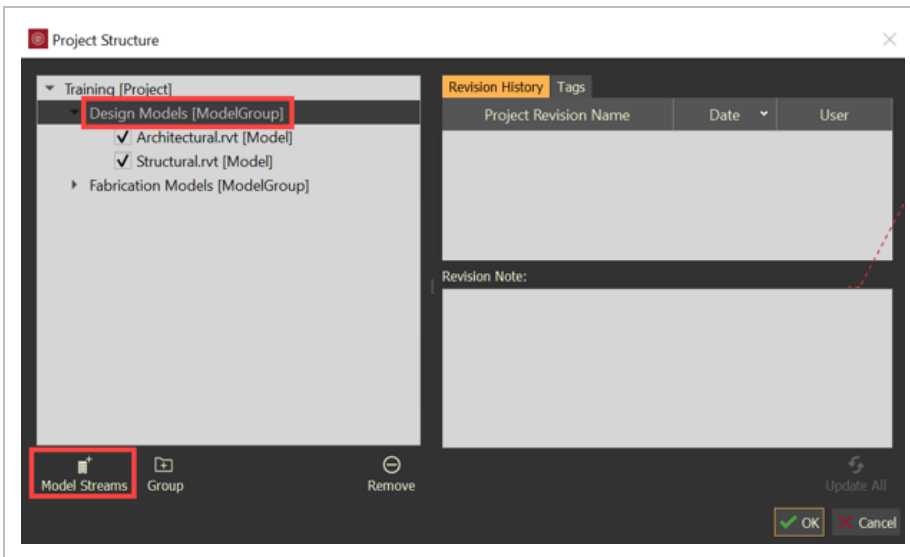 Project Structure
Training [Project]
Design Models [ModelGroup]
Architectural.rvt [Model]
Structural.rvt [Model]
Fabrication Models [ModelGroup]
Model Streams Group Remove
Revision History Tags
Project Revision Name Date User
Revision Note:
Update All
OK Cancel